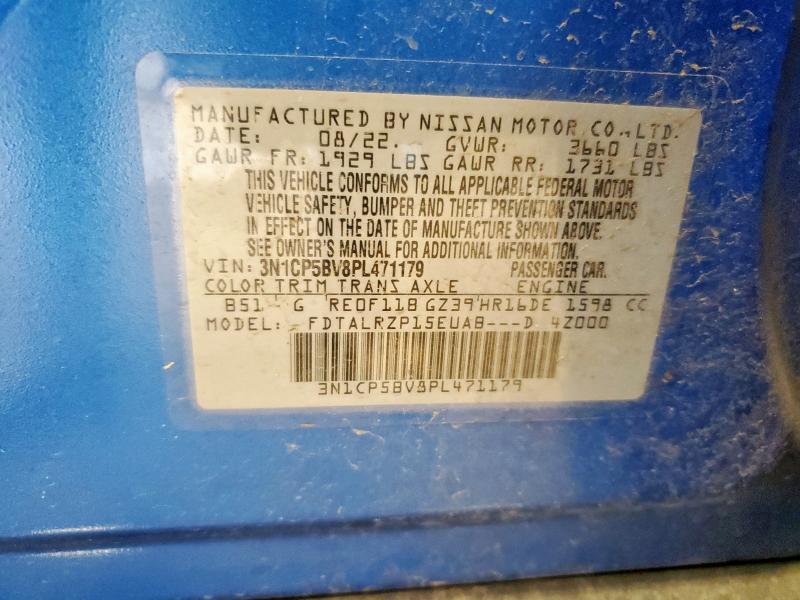 MANUFACTURED BY NISSAN MOTOR CO., LTD.
DATE: 08/22. GVWR: 3660 LBS
GAWR FR: 1929 LBS GAWR RR: 1731 LBS
THIS VEHICLE CONFORMS TO ALL APPLICABLE FEDERAL MOTOR
VEHICLE SAFETY, BUMPER AND THEFT PREVENTION STANDARDS
IN EFFECT ON THE DATE OF MANUFACTURE SHOWN ABOVE.
SEE OWNER'S MANUAL FOR ADDITIONAL INFORMATION.
VIN: 3N1CP5BV8PL471179 PASSENGER CAR.
COLOR TRIM TRANS AXLE ENGINE
B51 G RE0F11B GZ39 HR16DE 1598 CC
MODEL: FDTALRZP15EUAB---D 4Z000
3N1CP5BV8PL471179